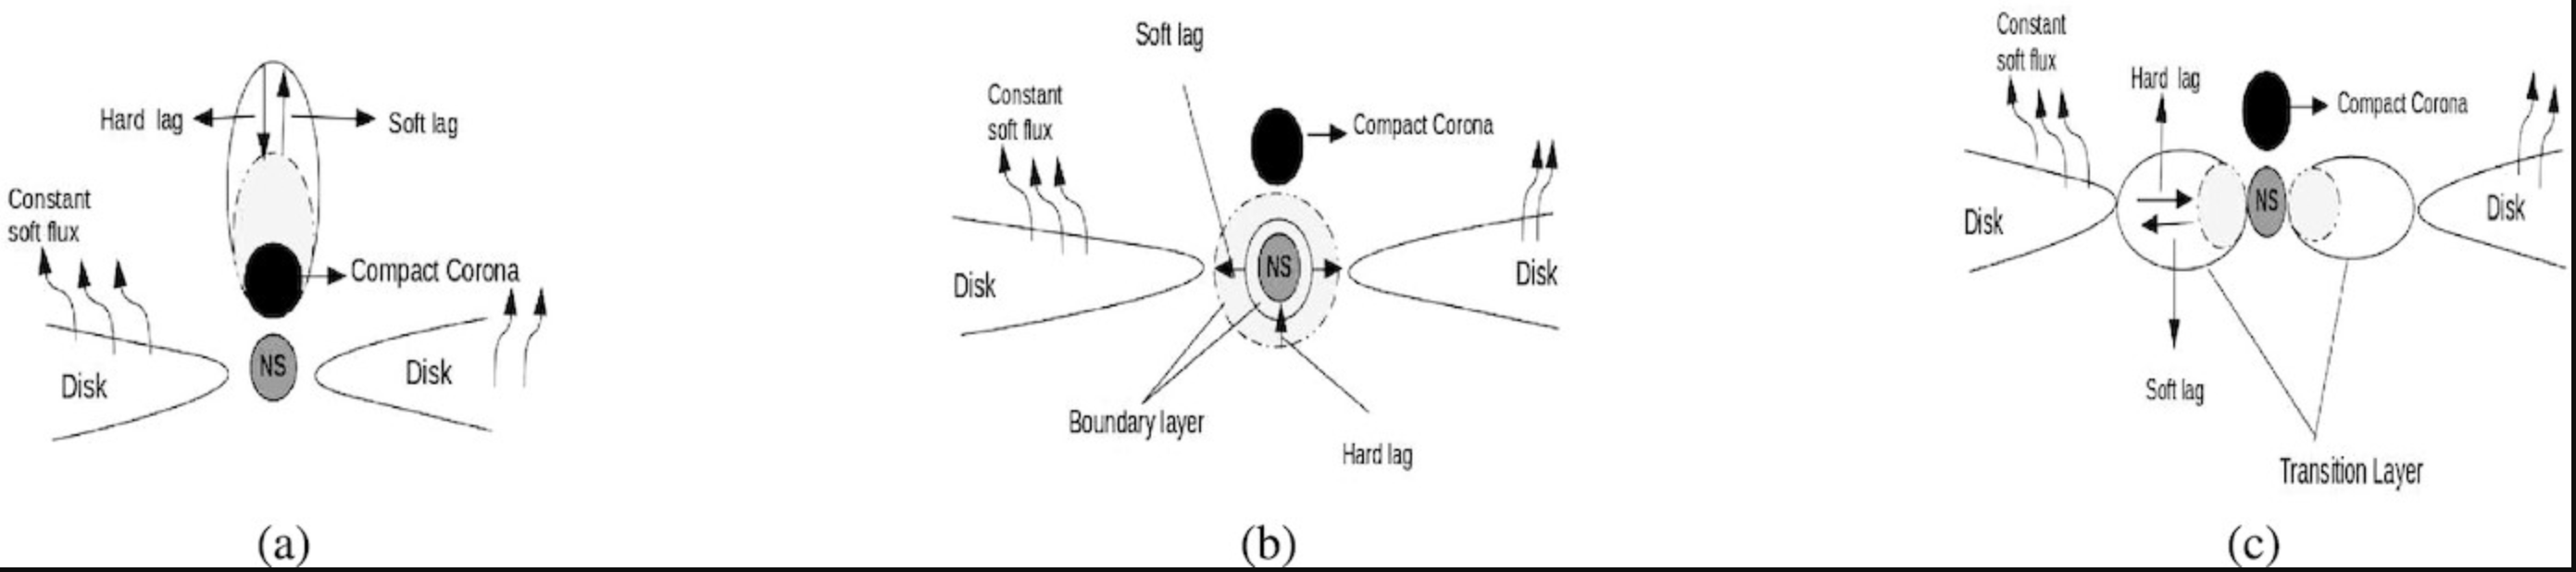 Hard lag
Soft lag
Constant
soft flux
Compact Corona
NS
Disk
Disk
(a)
Soft lag
Constant
soft flux
Compact Corona
NS
Disk
Disk
Boundary layer
Hard lag
(b)
Constant
soft flux
Hard lag
Compact Corona
NS
Disk
Disk
Soft lag
Transition Layer
(c)